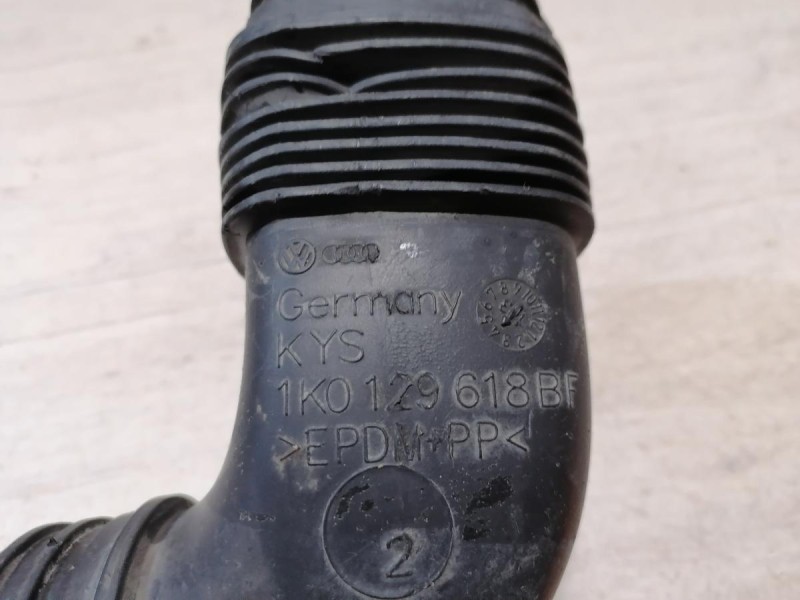 Germany
KYS
1K0 129 618 BF
>EPDM+PP<
2